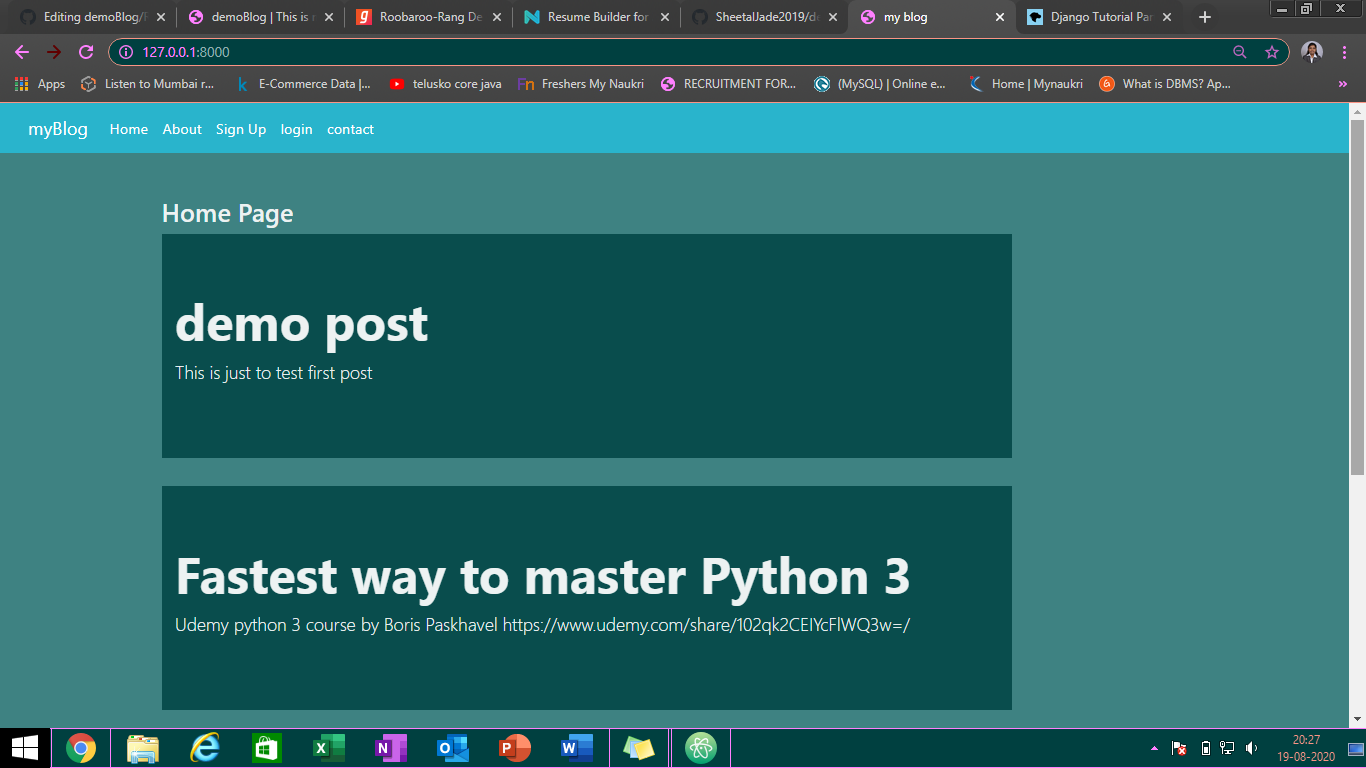 Editing demoBlog/
demoBlog | This is
Roobaroo-Rang De
Resume Builder for
SheetalJade2019/de
my blog
Django Tutorial Par
127.0.0.1:8000
Apps
Listen to Mumbai r...
E-Commerce Data |...
telusko core java
Freshers My Naukri
RECRUITMENT FOR...
(MySQL) | Online e...
Home | Mynaukri
What is DBMS? Ap...
»
myBlog Home About Sign Up login contact
Home Page
demo post
This is just to test first post
Fastest way to master Python 3
Udemy python 3 course by Boris Paskhavel https://www.udemy.com/share/102qk2CEIYcFlWQ3w=/
20:27
19-08-2020